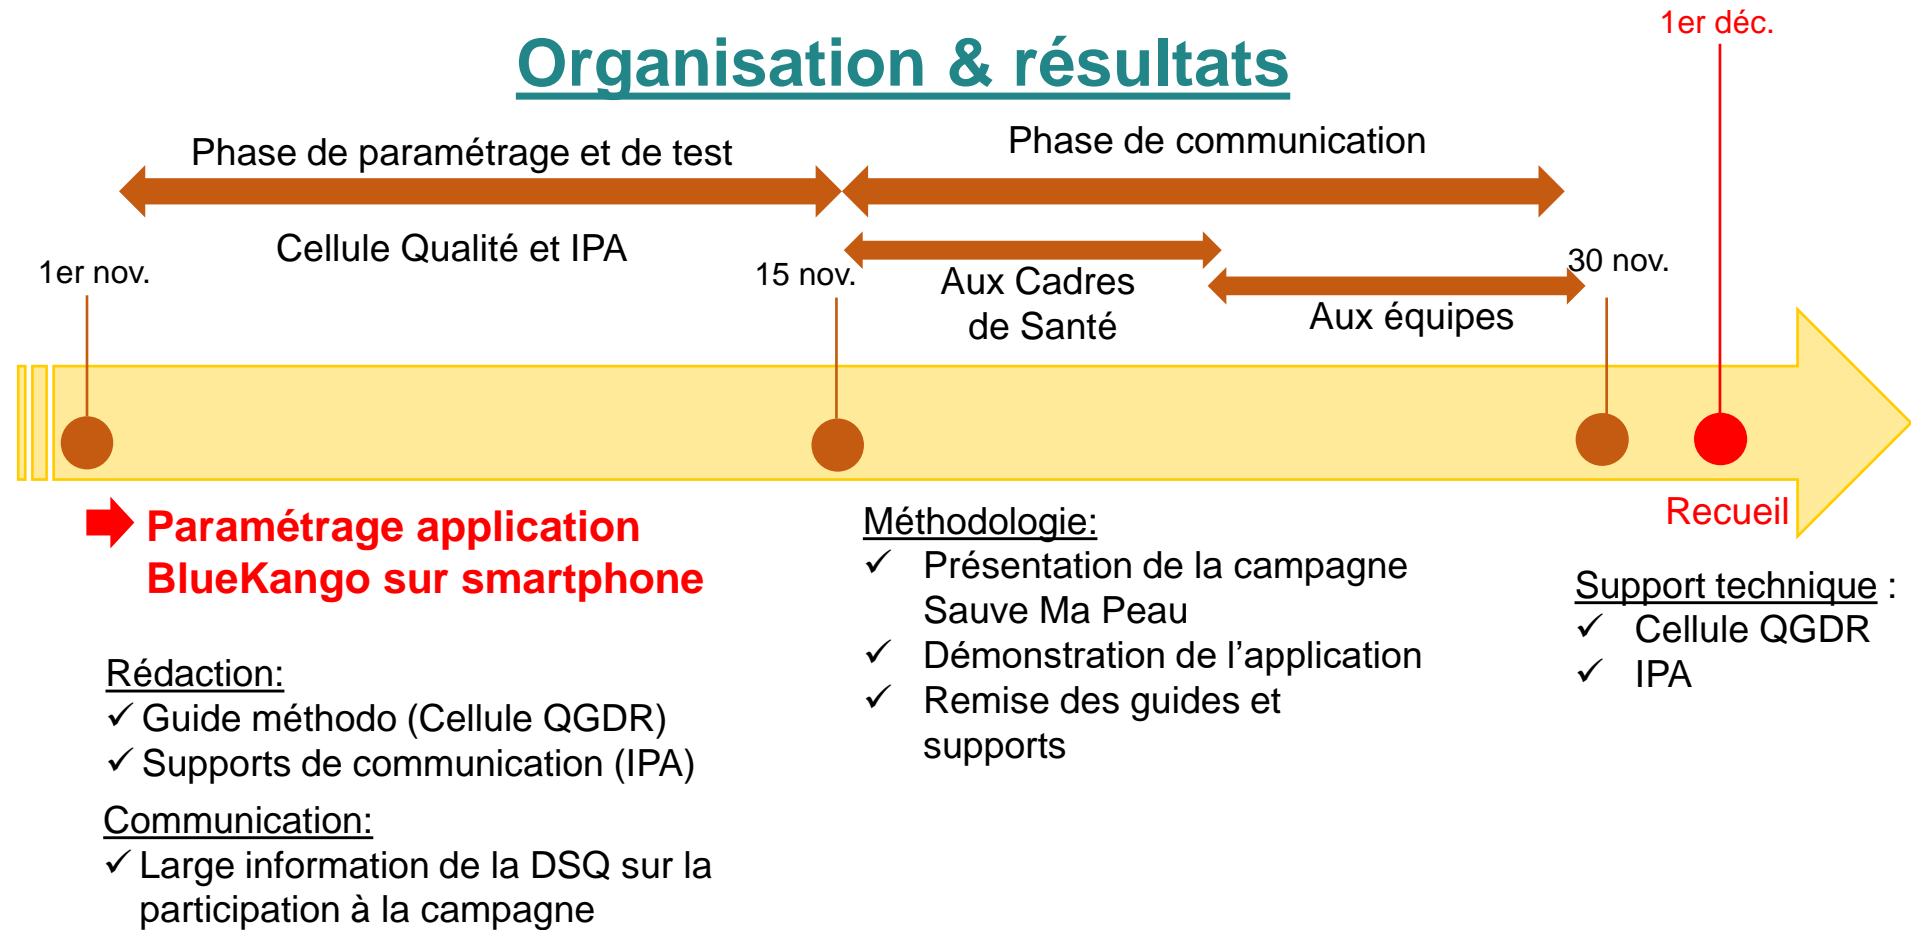 Organisation & résultats
1er déc.
Phase de paramétrage et de test
Phase de communication
Cellule Qualité et IPA
1er nov.
15 nov.
Aux Cadres
de Santé
30 nov.
Aux équipes
Paramétrage application
BlueKango sur smartphone
Rédaction:
✓ Guide méthodo (Cellule QGDR)
✓ Supports de communication (IPA)
Communication:
✓ Large information de la DSQ sur la
participation à la campagne
Méthodologie:
✓ Présentation de la campagne
Sauve Ma Peau
✓ Démonstration de l’application
✓ Remise des guides et
supports
Recueil
Support technique :
✓ Cellule QGDR
✓ IPA